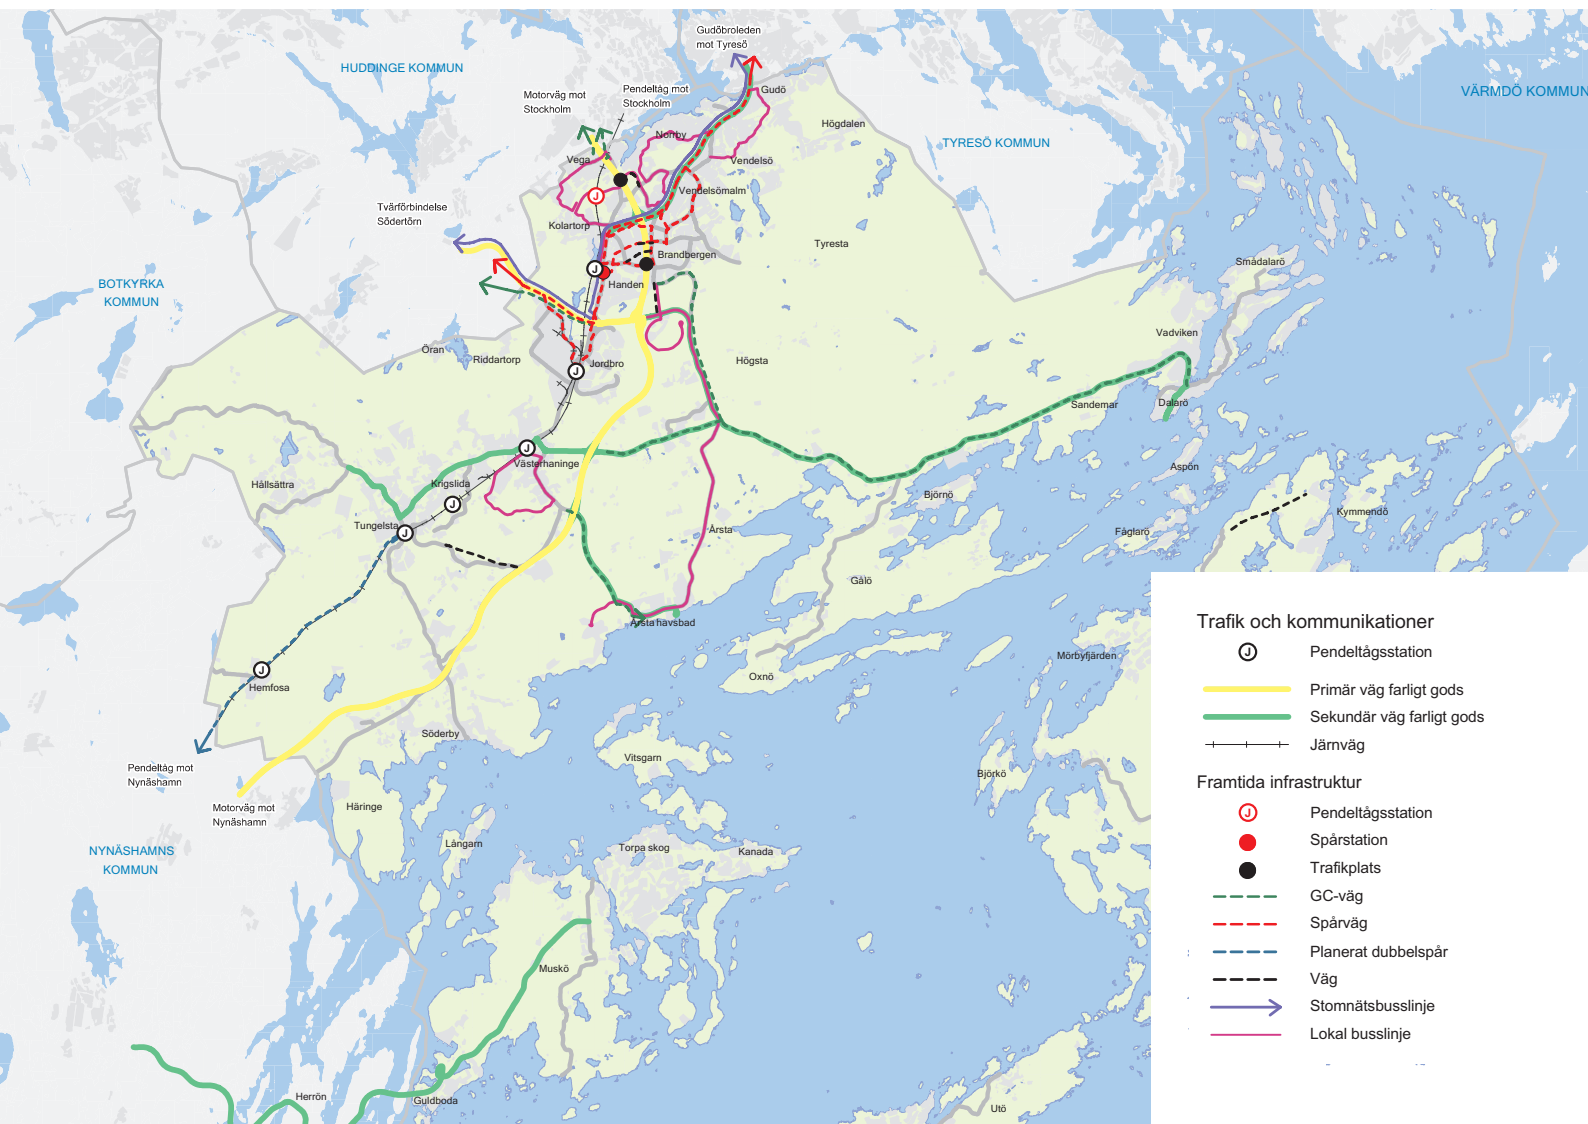 Gudöbroleden
mot Tyresö
HUDDINGE KOMMUN
Motorväg mot
Stockholm
Pendeltåg mot
Stockholm
Gudö
VÄRMDÖ KOMMUN
Högdalen
Norrby
TYRESÖ KOMMUN
Vega
Vendelsö
J
Vendelsömalm
Tvärförbindelse
Södertörn
Kolartorp
Tyresta
Brandbergen
Smådalarö
J
Handen
BOTKYRKA
KOMMUN
Vadviken
Öran
Riddartorp
Jordbro
J
Högsta
Sandemar
Dalarö
J
Västerhaninge
Aspön
Hållsättra
Krigslida
J
Björnö
Kymmendö
Tungelsta
J
Årsta
Fåglarö
Gålö
Årsta havsbad
Mörbyfjärden
J
Hemfosa
Oxnö
Söderby
Vitsgarn
Pendeltåg mot
Nynäshamn
Björkö
Motorväg mot
Nynäshamn
Häringe
NYNÄSHAMNS
KOMMUN
Långarn
Torpa skog
Kanada
Muskö
Herrön
Guldboda
Utö
Trafik och kommunikationer
J Pendeltågsstation
Primär väg farligt gods
Sekundär väg farligt gods
Järnväg
Framtida infrastruktur
J Pendeltågsstation
Spårstation
Trafikplats
GC-väg
Spårväg
Planerat dubbelspår
Väg
Stomnätsbusslinje
Lokal busslinje